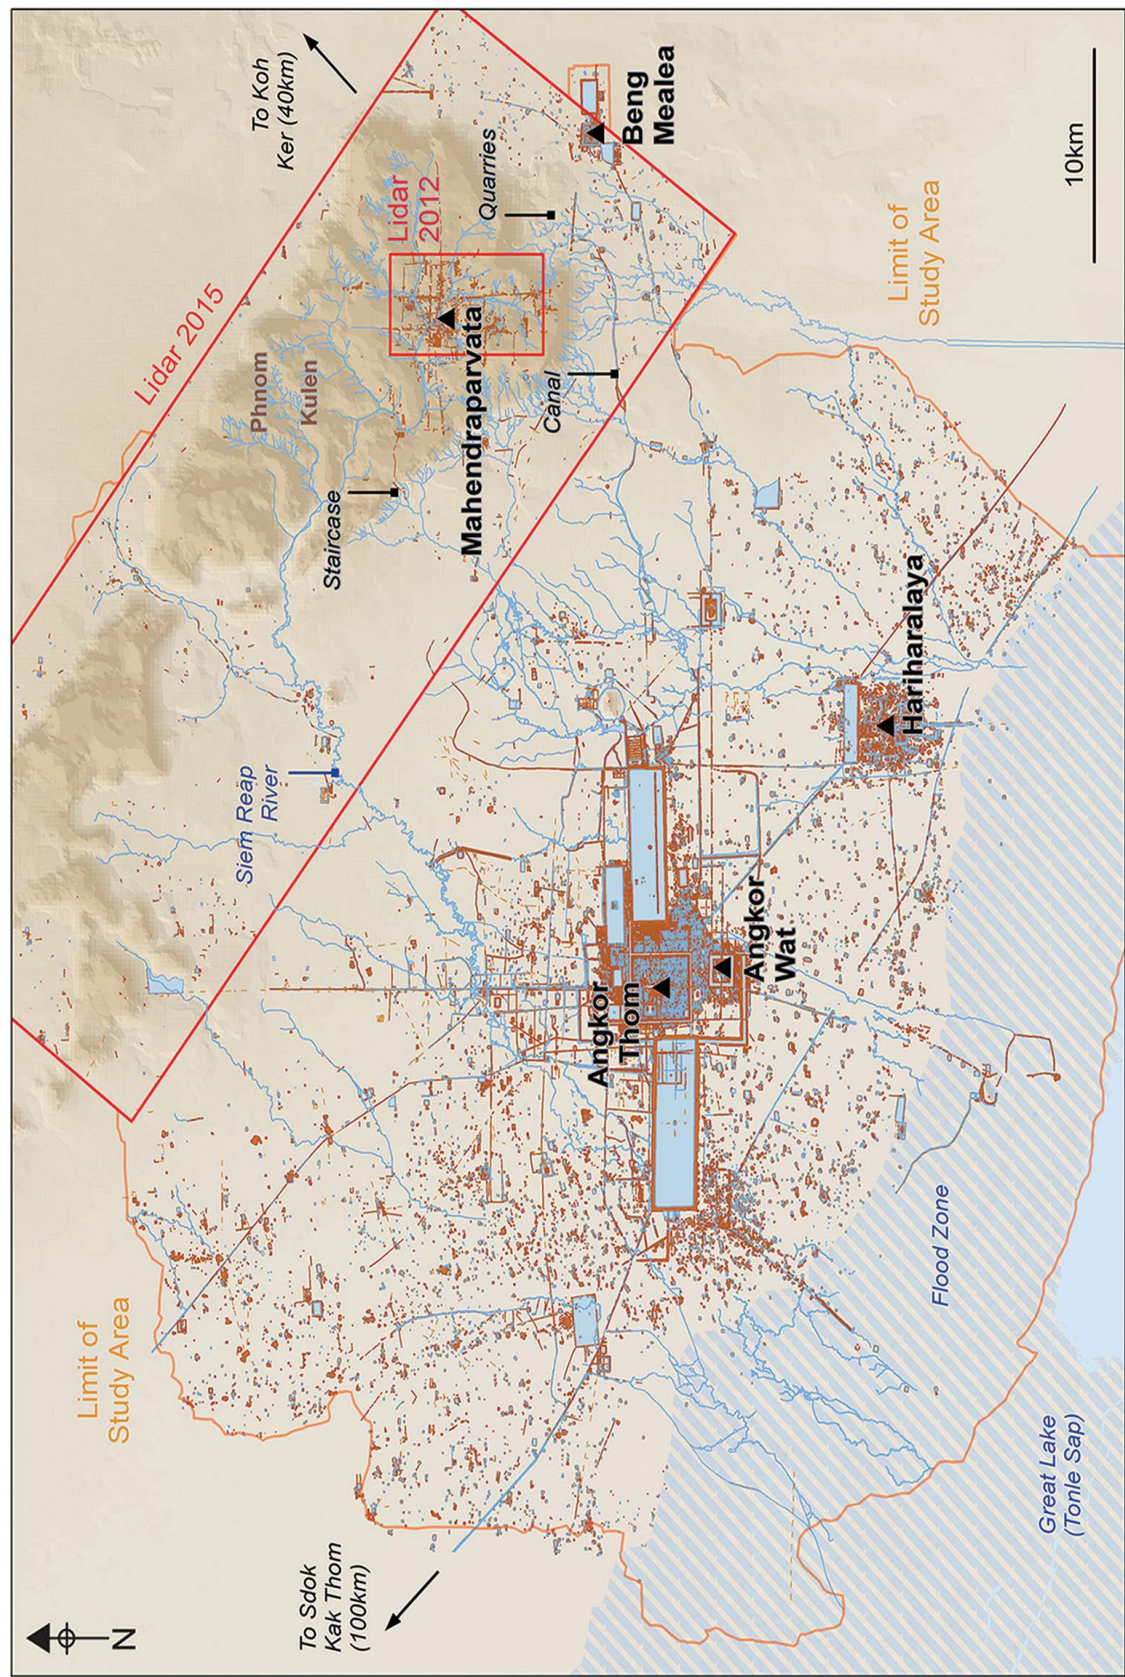 N
Limit of
Study Area
Lidar 2015
To Koh
Ker (40km)
Siem Reap
River
Phnom
Kulen
To Sdok
Kak Thom
(100km)
Staircase
Lidar
2012
Mahendraparvata
Quarries
Canal
Beng
Mealea
Angkor
Thom
Angkor
Wat
Hariharalaya
Limit of
Study Area
Flood Zone
Great Lake
(Tonle Sap)
10km